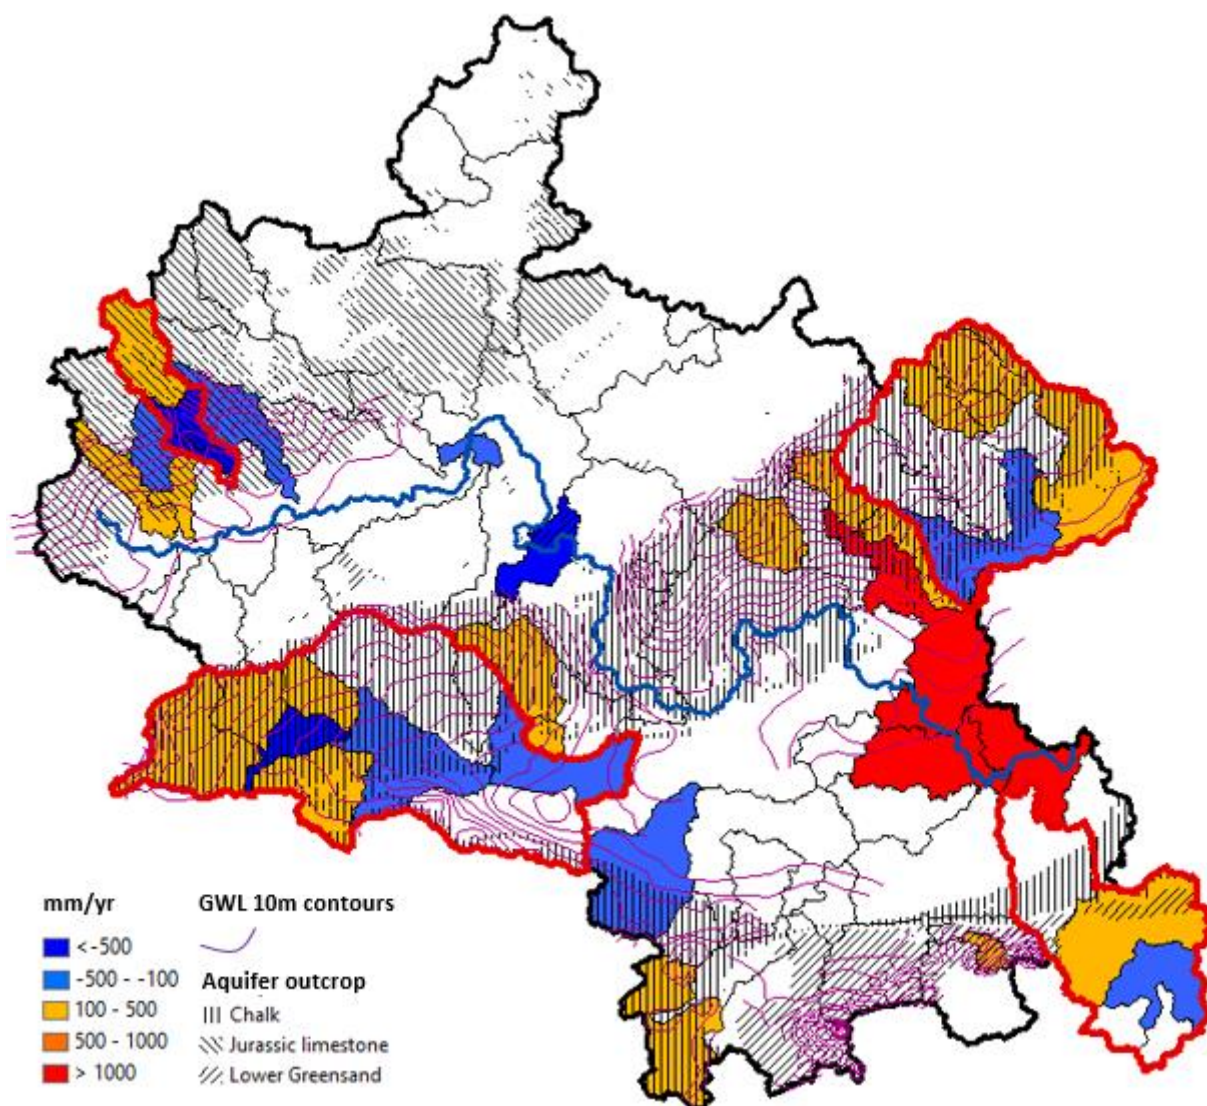 mm/yr
< -500
-500 - -100
100 - 500
500 - 1000
> 1000
GWL 10m contours
Aquifer outcrop
Chalk
Jurassic limestone
Lower Greensand